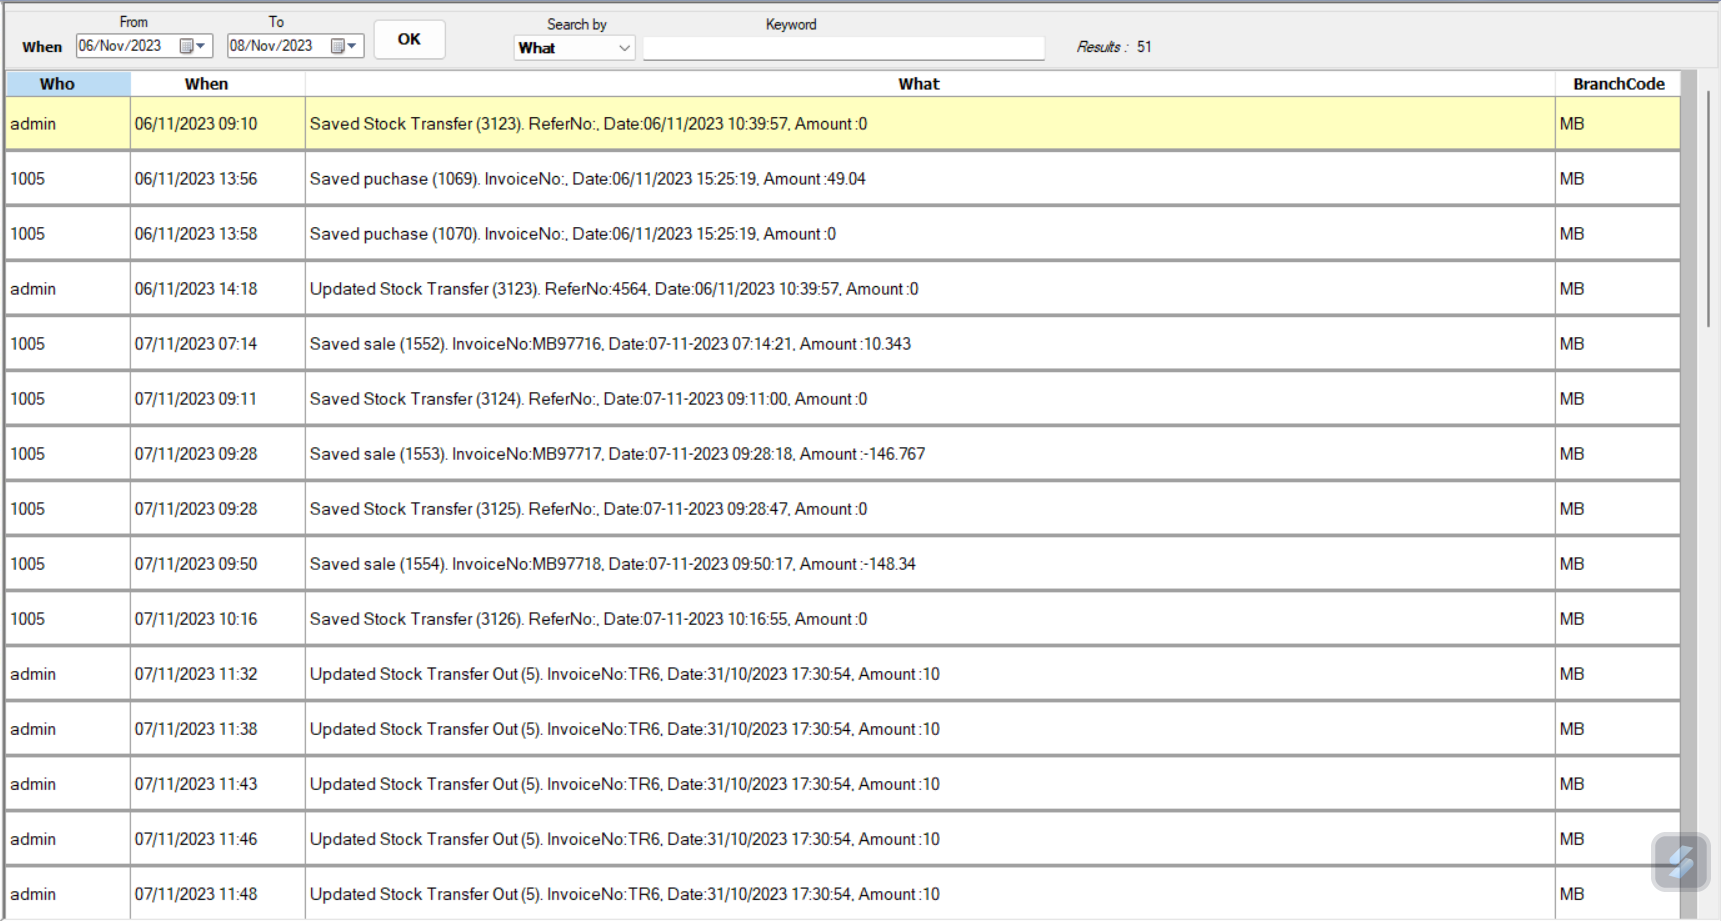 From To Search by Keyword
When 06/Nov/2023 08/Nov/2023 OK What Results : 51
Who When What BranchCode
admin 06/11/2023 09:10 Saved Stock Transfer (3123). ReferNo:, Date:06/11/2023 10:39:57, Amount:0 MB
1005 06/11/2023 13:56 Saved puchase (1069). InvoiceNo:, Date:06/11/2023 15:25:19, Amount:49.04 MB
1005 06/11/2023 13:58 Saved puchase (1070). InvoiceNo:, Date:06/11/2023 15:25:19, Amount:0 MB
admin 06/11/2023 14:18 Updated Stock Transfer (3123). ReferNo:4564, Date:06/11/2023 10:39:57, Amount:0 MB
1005 07/11/2023 07:14 Saved sale (1552). InvoiceNo:MB97716, Date:07-11-2023 07:14:21, Amount:10.343 MB
1005 07/11/2023 09:11 Saved Stock Transfer (3124). ReferNo:, Date:07-11-2023 09:11:00, Amount:0 MB
1005 07/11/2023 09:28 Saved sale (1553). InvoiceNo:MB97717, Date:07-11-2023 09:28:18, Amount:-146.767 MB
1005 07/11/2023 09:28 Saved Stock Transfer (3125). ReferNo:, Date:07-11-2023 09:28:47, Amount:0 MB
1005 07/11/2023 09:50 Saved sale (1554). InvoiceNo:MB97718, Date:07-11-2023 09:50:17, Amount:-148.34 MB
1005 07/11/2023 10:16 Saved Stock Transfer (3126). ReferNo:, Date:07-11-2023 10:16:55, Amount:0 MB
admin 07/11/2023 11:32 Updated Stock Transfer Out (5). InvoiceNo:TR6, Date:31/10/2023 17:30:54, Amount:10 MB
admin 07/11/2023 11:38 Updated Stock Transfer Out (5). InvoiceNo:TR6, Date:31/10/2023 17:30:54, Amount:10 MB
admin 07/11/2023 11:43 Updated Stock Transfer Out (5). InvoiceNo:TR6, Date:31/10/2023 17:30:54, Amount:10 MB
admin 07/11/2023 11:46 Updated Stock Transfer Out (5). InvoiceNo:TR6, Date:31/10/2023 17:30:54, Amount:10 MB
admin 07/11/2023 11:48 Updated Stock Transfer Out (5). InvoiceNo:TR6, Date:31/10/2023 17:30:54, Amount:10 MB